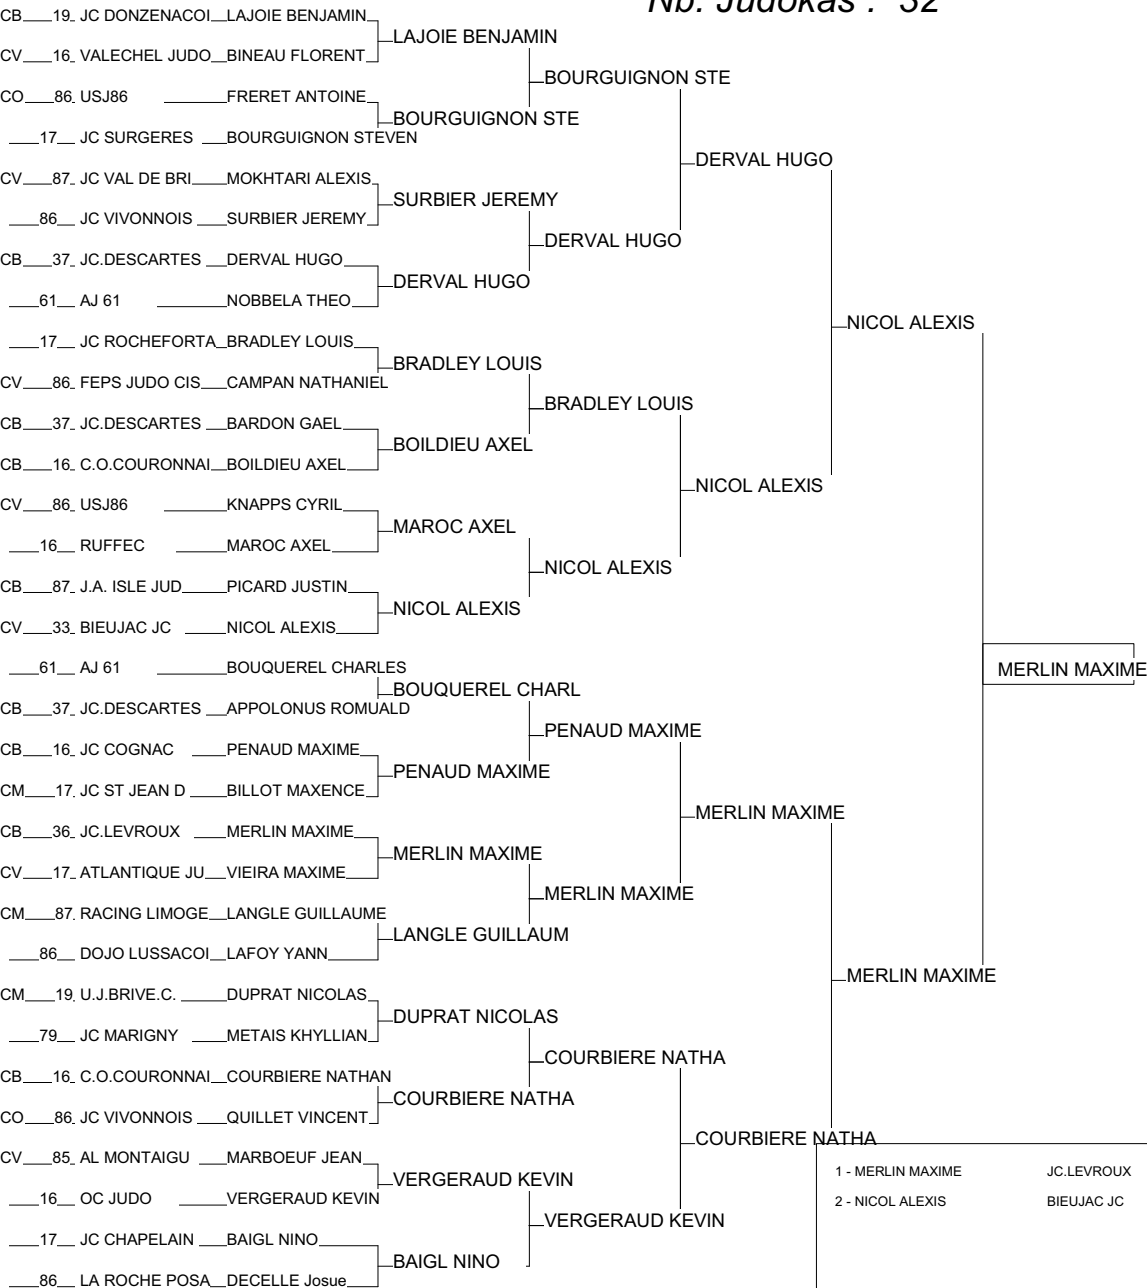 Nb. Judokas : 32
CB 19 JC DONZENACOI LAJOIE BENJAMIN
LAJOIE BENJAMIN
CV 16 VALECHEL JUDO BINEAU FLORENT
BOURGUIGNON STE
CO 86 USJ86 FRERET ANTOINE
BOURGUIGNON STE
17 JC SURGERES BOURGUIGNON STEVEN
DERVAL HUGO
CV 87 JC VAL DE BRI MOKHTARI ALEXIS
SURBIER JEREMY
86 JC VIVONNOIS SURBIER JEREMY
DERVAL HUGO
CB 37 JC.DESCARTES DERVAL HUGO
DERVAL HUGO
61 AJ 61 NOBBELA THEO
NICOL ALEXIS
17 JC ROCHEFORTA BRADLEY LOUIS
BRADLEY LOUIS
CV 86 FEPS JUDO CIS CAMPAN NATHANIEL
BRADLEY LOUIS
CB 37 JC.DESCARTES BARDON GAEL
BOILDIEU AXEL
CB 16 C.O.COURONNAI BOILDIEU AXEL
NICOL ALEXIS
CV 86 USJ86 KNAPPS CYRIL
MAROC AXEL
16 RUFFEC MAROC AXEL
NICOL ALEXIS
CB 87 J.A. ISLE JUD PICARD JUSTIN
NICOL ALEXIS
CV 33 BIEUJAC JC NICOL ALEXIS
61 AJ 61 BOUQUEREL CHARLES
MERLIN MAXIME
BOUQUEREL CHARL
CB 37 JC.DESCARTES APPOLONUS ROMUALD
PENAUD MAXIME
CB 16 JC COGNAC PENAUD MAXIME
PENAUD MAXIME
CM 17 JC ST JEAN D BILLOT MAXENCE
MERLIN MAXIME
CB 36 JC.LEVROUX MERLIN MAXIME
MERLIN MAXIME
CV 17 ATLANTIQUE JU VIEIRA MAXIME
MERLIN MAXIME
CM 87 RACING LIMOGE LANGLE GUILLAUME
LANGLE GUILLAUM
86 DOJO LUSSACOI LAFOY YANN
MERLIN MAXIME
CM 19 U.J.BRIVE.C. DUPRAT NICOLAS
DUPRAT NICOLAS
79 JC MARIGNY METAIS KHYLLIAN
COURBIERE NATHA
CB 16 C.O.COURONNAI COURBIERE NATHAN
COURBIERE NATHA
CO 86 JC VIVONNOIS QUILLET VINCENT
COURBIERE NATHA
CV 85 AL MONTAIGU MARBOEUF JEAN
1 - MERLIN MAXIME JC.LEVROUX
VERGERAUD KEVIN
16 OC JUDO VERGERAUD KEVIN
2 - NICOL ALEXIS BIEUJAC JC
VERGERAUD KEVIN
17 JC CHAPELAIN BAIGL NINO
BAIGL NINO
86 LA ROCHE POSA DECELLE Josue